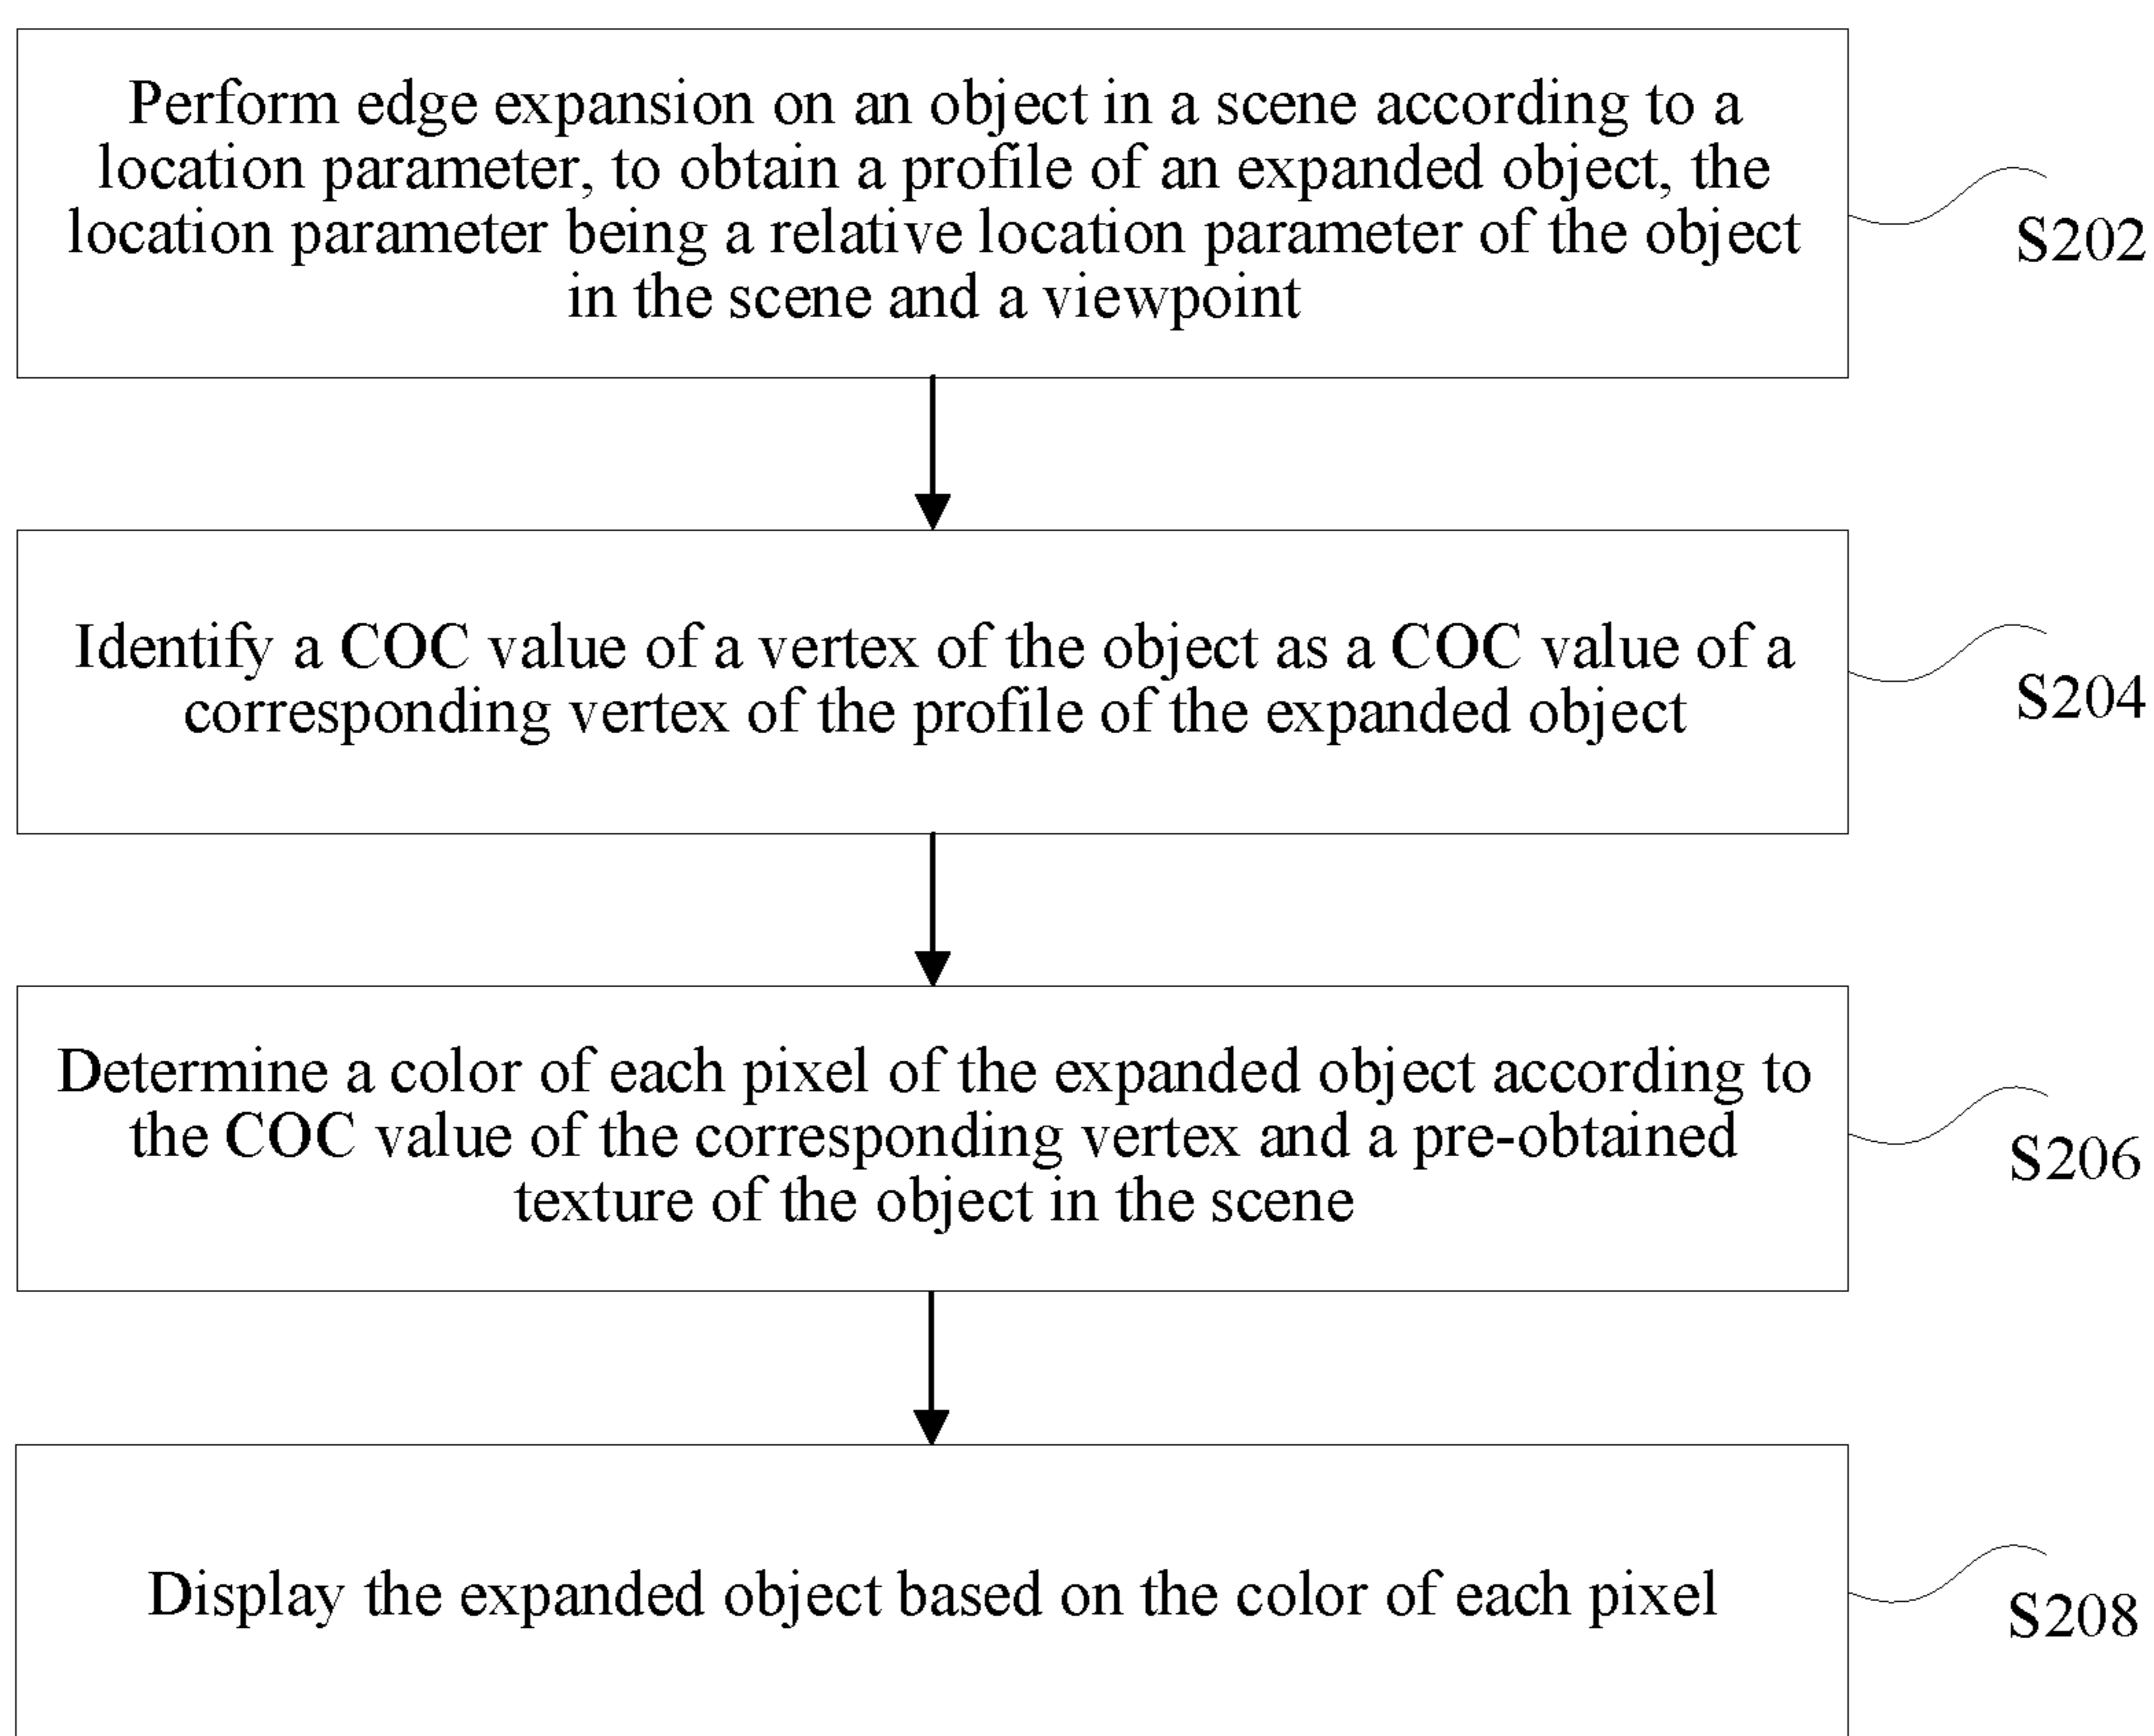 Perform edge expansion on an object in a scene according to a
location parameter, to obtain a profile of an expanded object, the
location parameter being a relative location parameter of the object
in the scene and a viewpoint
S202
Identify a COC value of a vertex of the object as a COC value of a
corresponding vertex of the profile of the expanded object
S204
Determine a color of each pixel of the expanded object according to
the COC value of the corresponding vertex and a pre-obtained
texture of the object in the scene
S206
Display the expanded object based on the color of each pixel
S208